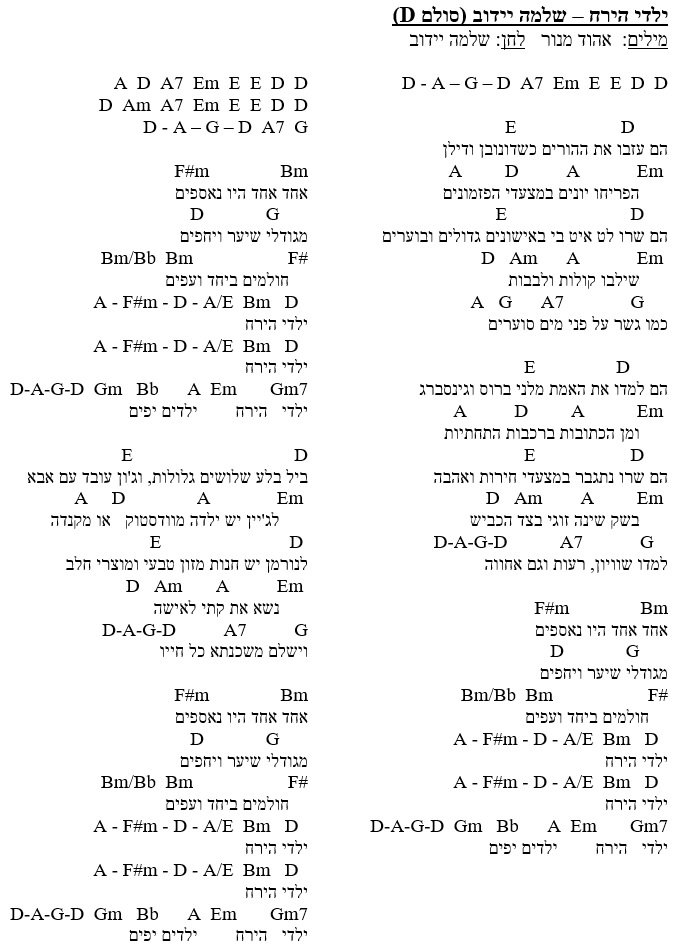 ילדי הירח – שלמה יידוב (סולם D)
מילים: אהוד מנור לחן: שלמה יידוב
D - A – G – D A7 Em E E D D
E D
הם עזבו את ההורים כשדונובן ודילן
A D A Em
הפריחו יונים במצעדי הפזמונים
E D
הם שרו לט איט בי באישונים גדולים ובוערים
D Am A Em
שילבו קולות ולבבות
A G A7 G
כמו גשר על פני מים סוערים
E D
הם למדו את האמת מלני ברוס וגינסברג
A D A Em
ומן הכתובות ברכבות התחתיות
E D
הם שרו נתגבר במצעדי חירות ואהבה
D Am A Em
בשק שינה זוגי בצד הכביש
D-A-G-D A7 G
למדו שוויון, רעות וגם אחווה
F#m Bm
אחד אחד היו נאספים
D G
מגודלי שיער ויחפים
Bm/Bb Bm F#
חולמים ביחד ועפים
A - F#m - D - A/E Bm D
ילדי הירח
A - F#m - D - A/E Bm D
ילדי הירח
D-A-G-D Gm Bb A Em Gm7
ילדי הירח ילדים יפים
A D A7 Em E E D D
D Am A7 Em E E D D
D - A – G – D A7 G
F#m Bm
אחד אחד היו נאספים
D G
מגודלי שיער ויחפים
Bm/Bb Bm F#
חולמים ביחד ועפים
A - F#m - D - A/E Bm D
ילדי הירח
A - F#m - D - A/E Bm D
ילדי הירח
D-A-G-D Gm Bb A Em Gm7
ילדי הירח ילדים יפים
E D
ביל בלע שלושים גלולות, וג'ון עובד עם אבא
A D A Em
לג'יין יש ילדה מוודסטוק או מקנדה
E D
לנורמן יש חנות מזון טבעי ומוצרי חלב
D Am A Em
נשא את קתי לאישה
D-A-G-D A7 G
וישלם משכנתא כל חייו
F#m Bm
אחד אחד היו נאספים
D G
מגודלי שיער ויחפים
Bm/Bb Bm F#
חולמים ביחד ועפים
A - F#m - D - A/E Bm D
ילדי הירח
A - F#m - D - A/E Bm D
ילדי הירח
D-A-G-D Gm Bb A Em Gm7
ילדי הירח ילדים יפים